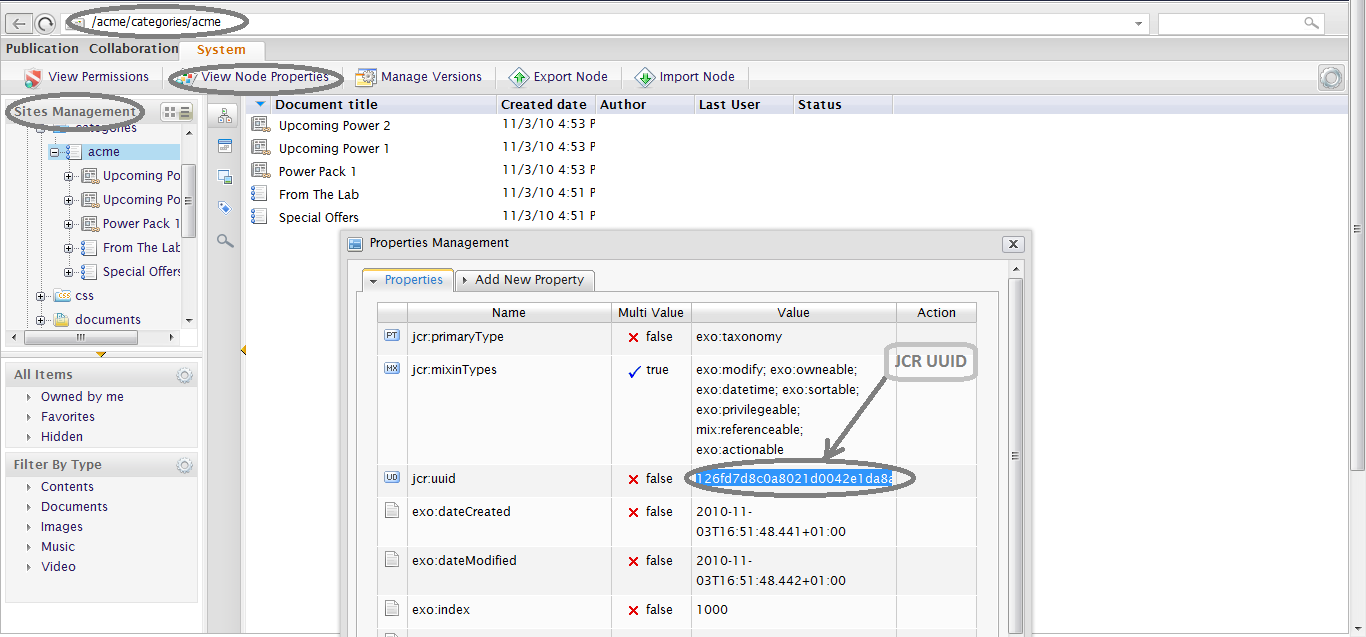 /acme/categories/acme
Publication Collaboration System
View Permissions View Node Properties Manage Versions Export Node Import Node
Sites Management
categories
acme
Upcoming Po
Upcoming Po
Power Pack 1
From The Lab
Special Offers
css
documents
All Items
Owned by me
Favorites
Hidden
Filter By Type
Contents
Documents
Images
Music
Video
Document title Created date Author Last User Status
Upcoming Power 2 11/3/10 4:53 P
Upcoming Power 1 11/3/10 4:53 P
Power Pack 1 11/3/10 4:53 P
From The Lab 11/3/10 4:51 P
Special Offers 11/3/10 4:51 P
Properties Management X
Properties Add New Property
Name Multi Value Value Action
PT jcr:primaryType false exo:taxonomy
JCR UUID
MX jcr:mixinTypes true exo:modify; exo:owneable;
exo:datetime; exo:sortable;
exo:privilegeable;
mix:referenceable;
exo:actionable
UD jcr:uuid false 126fd7d8c0a8021d0042e1da8a
exo:dateCreated false 2010-11-
03T16:51:48.441+01:00
exo:dateModified false 2010-11-
03T16:51:48.442+01:00
exo:index false 1000